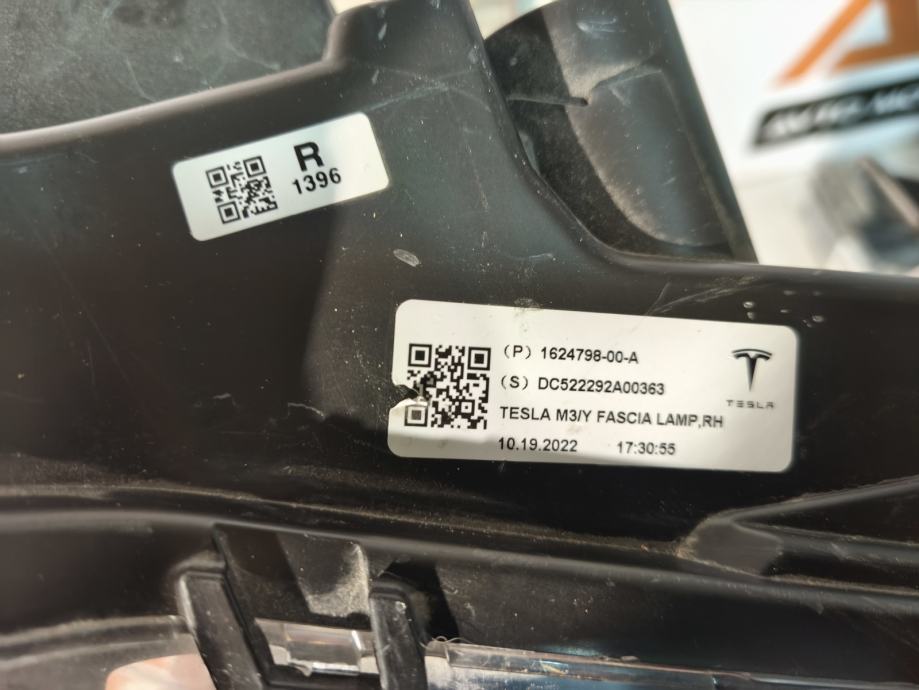 R
1396
(P) 1624798-00-A
(S) DC522292A00363
TESLA M3/Y FASCIA LAMP,RH
10.19.2022 17:30:55
TESLA